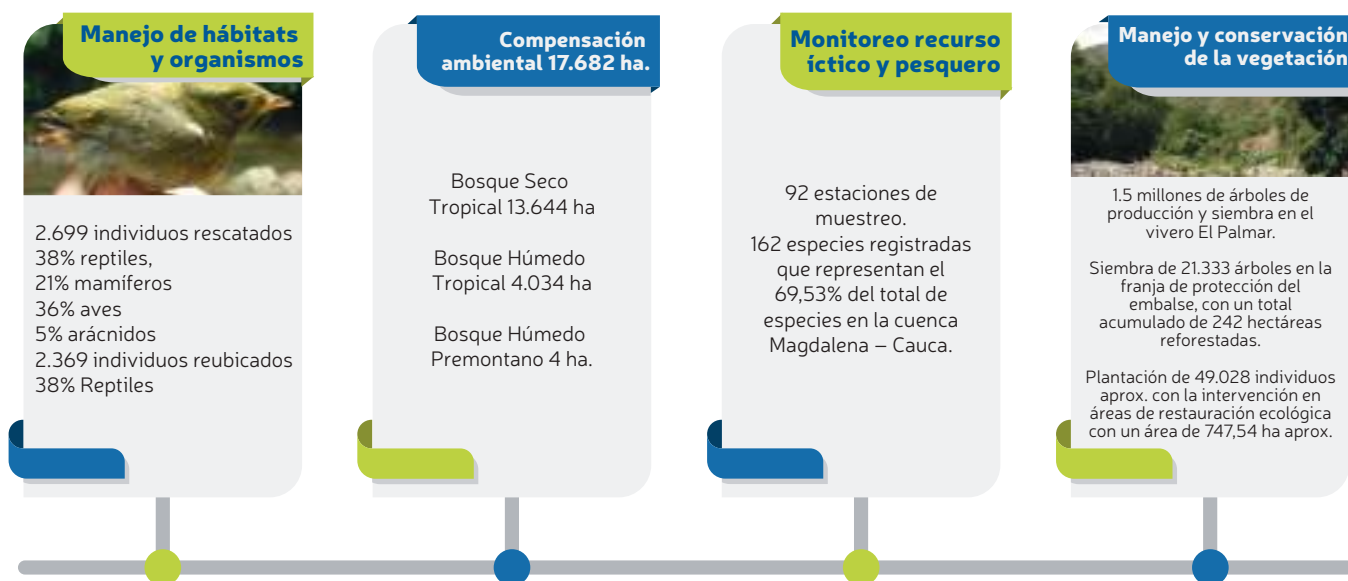 Manejo de hábitats
y organismos
2.699 individuos rescatados
38% reptiles,
21% mamíferos
36% aves
5% arácnidos
2.369 individuos reubicados
38% Reptiles
Compensación
ambiental 17.682 ha.
Bosque Seco
Tropical 13.644 ha
Bosque Húmedo
Tropical 4.034 ha
Bosque Húmedo
Premontano 4 ha.
Monitoreo recurso
íctico y pesquero
92 estaciones de
muestreo.
162 especies registradas
que representan el
69,53% del total de
especies en la cuenca
Magdalena – Cauca.
Manejo y conservación
de la vegetación
1.5 millones de árboles de
producción y siembra en el
vivero El Palmar.
Siembra de 21.333 árboles en la
franja de protección del
embalse, con un total
acumulado de 242 hectáreas
reforestadas.
Plantación de 49.028 individuos
aprox. con la intervención en
áreas de restauración ecológica
con un área de 747,54 ha aprox.